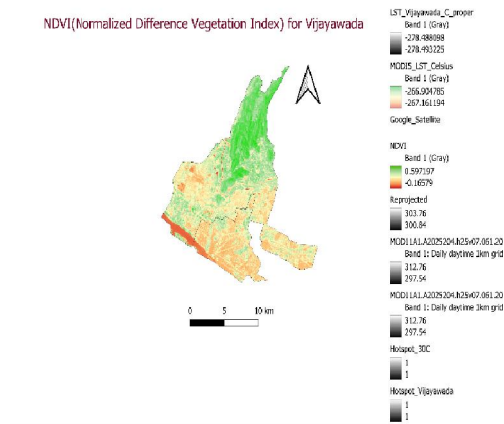 NDVI(Normalized Difference Vegetation Index) for Vijayawada
LST_Vijayawada_C_proper
Band 1 (Gray)
-278.488098
-278.493225
MODIS_LST_Celsius
Band 1 (Gray)
-266.904785
-267.161194
Google_Satellite
NDVI
Band 1 (Gray)
0.597197
-0.16579
Reprojected
303.76
300.84
MOD11A1.A2025204.h25v07.061.20
Band 1: Daily daytime 1km grid
312.76
297.54
MOD11A1.A2025204.h25v07.061.20
Band 1: Daily daytime 1km grid
312.76
297.54
Hotspot_30C
1
1
Hotspot_Vijayawada
1
1
0 5 10 km